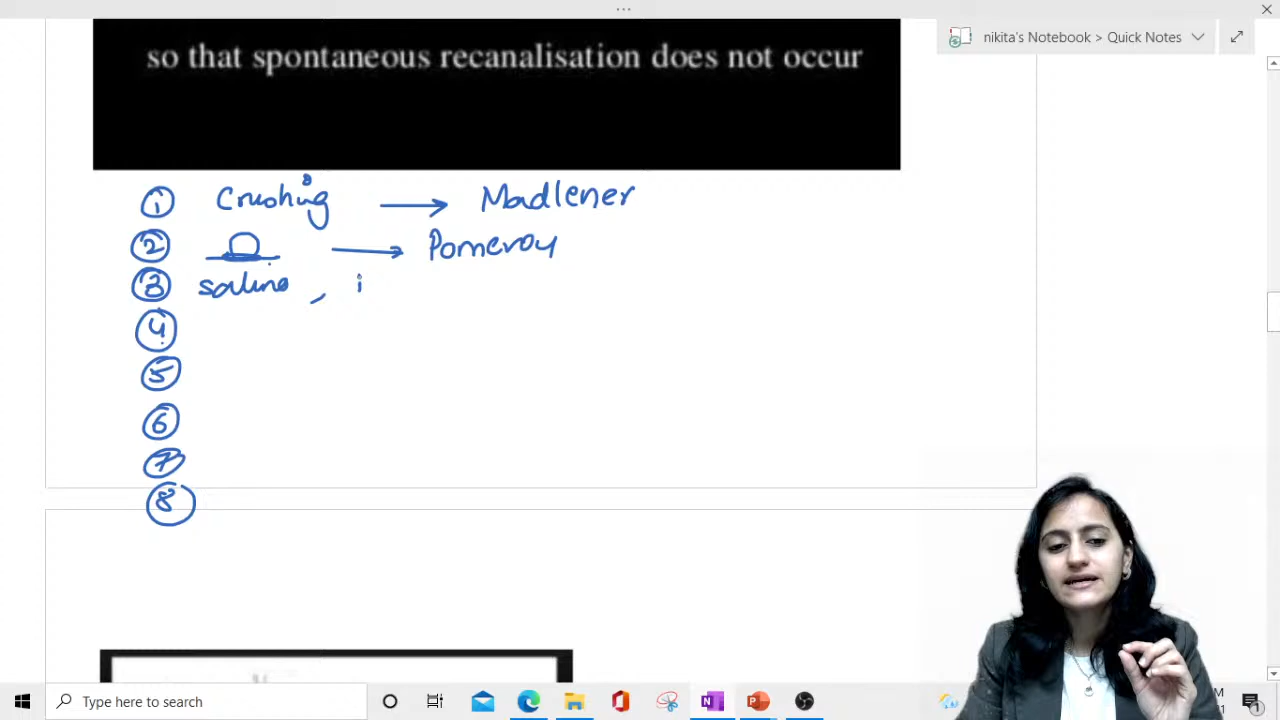 nikita's Notebook > Quick Notes
so that spontaneous recanalisation does not occur
1 Crushing → Madlener
2 → Pomeroy
3 saline , i
4
5
6
7
8
Type here to search